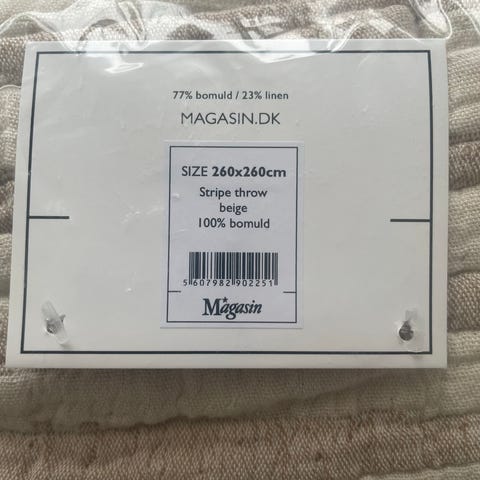 77% bomuld / 23% linen
MAGASIN.DK
SIZE 260x260cm
Stripe throw
beige
100% bomuld
5 607982 902251
Magasin